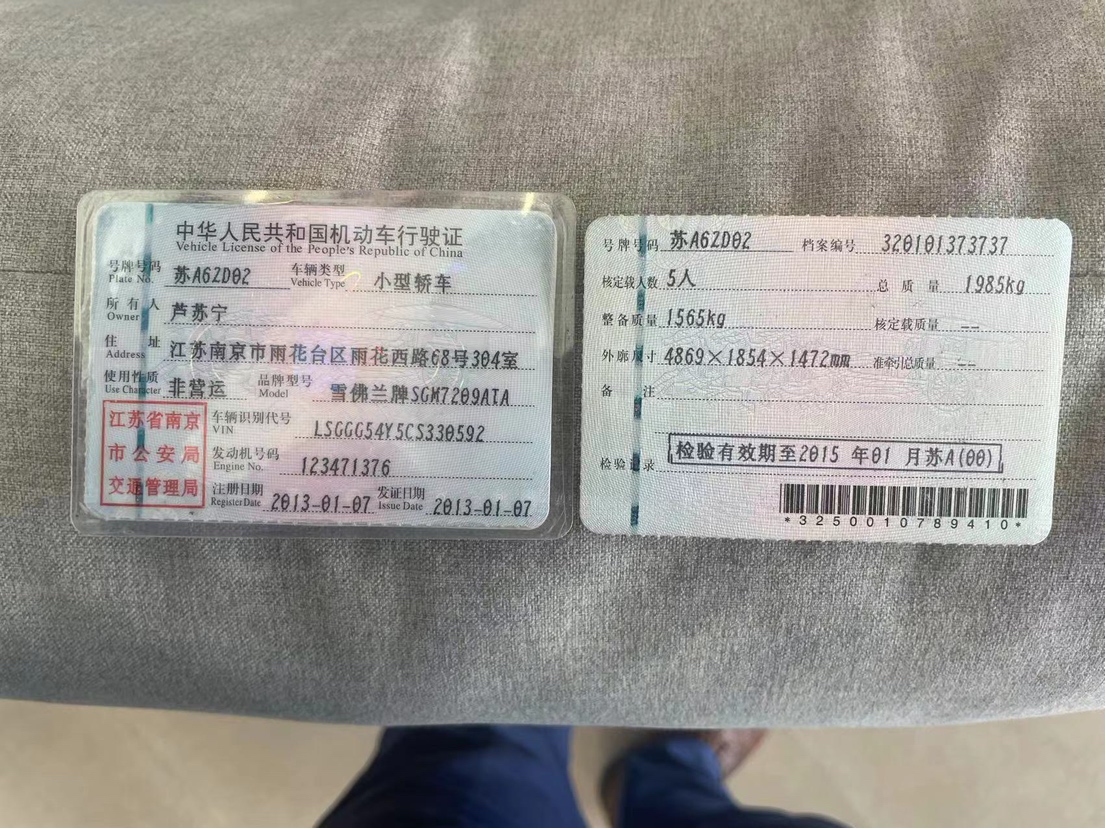 中华人民共和国机动车行驶证
Vehicle License of the People's Republic of China
号牌号码 苏A6ZD02 车辆类型 小型轿车
Plate No. Vehicle Type
所有人 芦苏宁
Owner
住址 江苏南京市雨花台区雨花西路68号304室
Address
使用性质 非营运 品牌型号 雪佛兰牌SGM7209ATA
Use Character Model
江苏省南京
市公安局
交通管理局
车辆识别代号 LSGGG54Y5CS330592
VIN
发动机号码 123471376
Engine No.
注册日期 2013-01-07 发证日期 2013-01-07
Register Date Issue Date
号牌号码 苏A6ZD02 档案编号 320101373737
核定载人数 5人 总质量 1985kg
整备质量 1565kg 核定载质量 --
外廓尺寸 4869×1854×1472mm 准牵引总质量 --
备注
检验记录 检验有效期至2015 年01 月苏A(00)
*3250010789410*